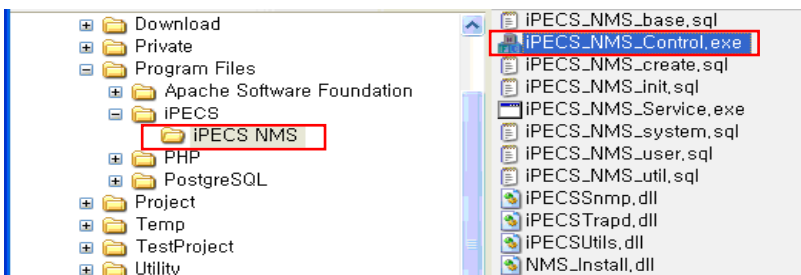 Download
Private
Program Files
Apache Software Foundation
iPECS
iPECS NMS
PHP
PostgreSQL
Project
Temp
TestProject
Utility
iPECS_NMS_base,sql
iPECS_NMS_Control,exe
iPECS_NMS_create,sql
iPECS_NMS_init,sql
iPECS_NMS_Service,exe
iPECS_NMS_system,sql
iPECS_NMS_user,sql
iPECS_NMS_util,sql
iPECSSnmp,dll
iPECSTrapd,dll
iPECSUtils,dll
NMS_Install,dll